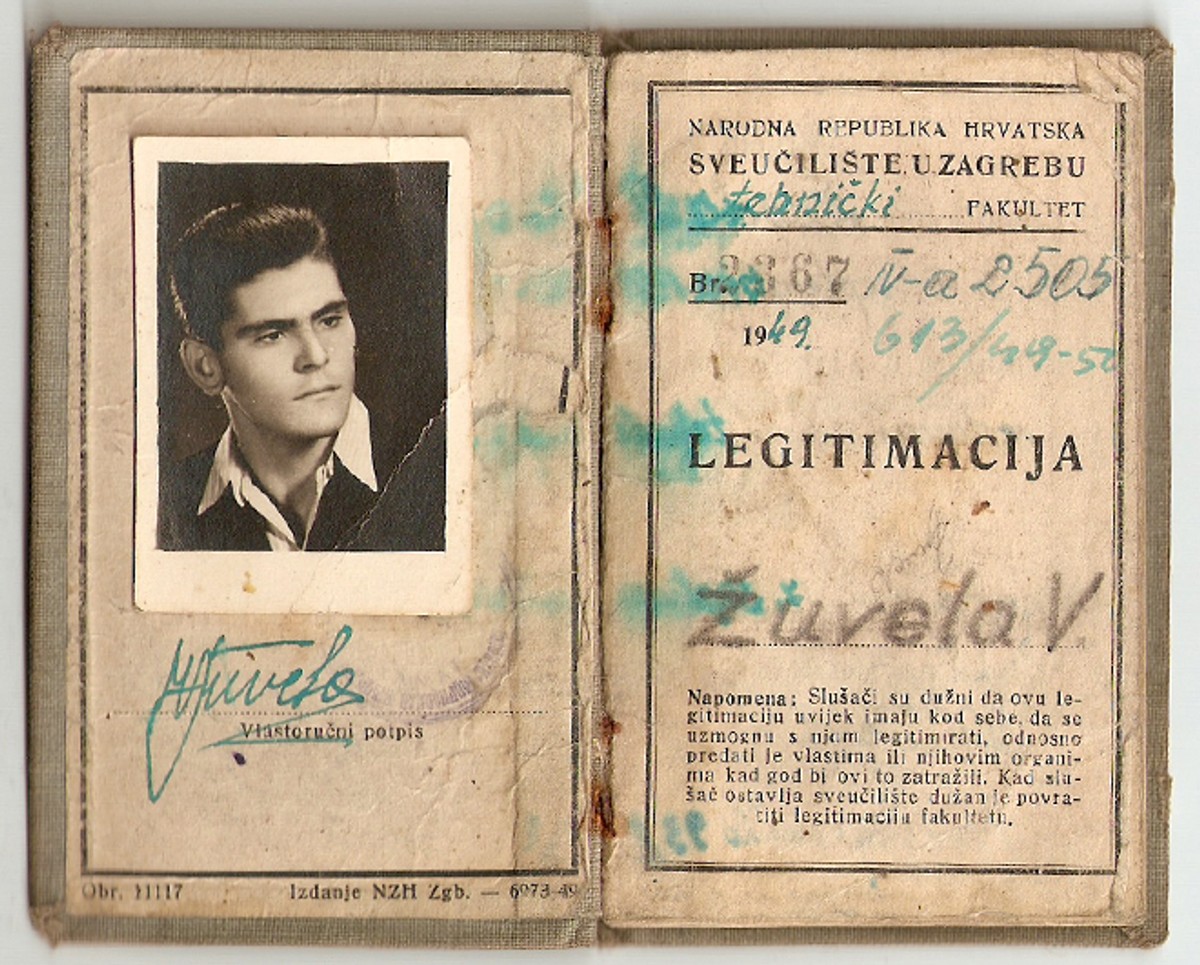 Žuvela
Vlastoručni potpis
Obr. 11117 Izdanje NZH Zgb. — 6973-49
NARODNA REPUBLIKA HRVATSKA
SVEUČILIŠTE U ZAGREBU
tehnički FAKULTET
Br. 2367 IV-a 2505
1949. 613/49-50
LEGITIMACIJA
Žuvela V.
Napomena: Slušači su dužni da ovu le-
gitimaciju uvijek imaju kod sebe, da se
uzmognu s njom legitimirati, odnosno
predati je vlastima ili njihovim organi-
ma kad god bi ovi to zatražili. Kad slu-
šač ostavlja sveučilište dužan je povra-
titi legitimaciju fakultetu.